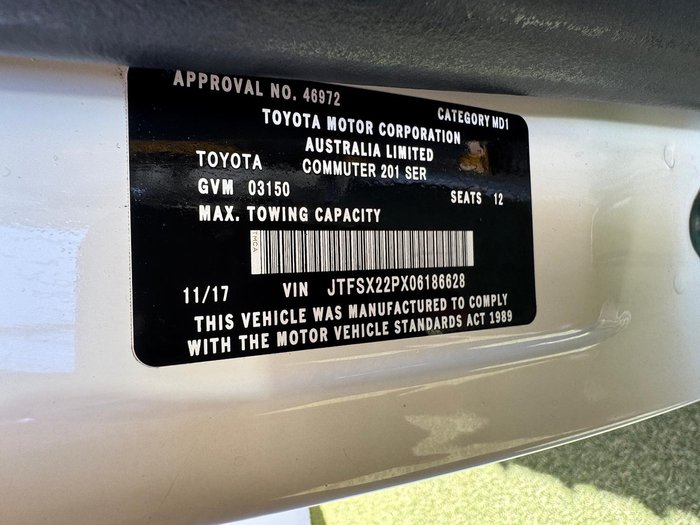 APPROVAL NO. 46972
CATEGORY MD1
TOYOTA MOTOR CORPORATION
AUSTRALIA LIMITED
TOYOTA COMMUTER 201 SER
GVM 03150 SEATS 12
MAX. TOWING CAPACITY
TMCA
11/17 VIN JTFSX22PX06186628
THIS VEHICLE WAS MANUFACTURED TO COMPLY
WITH THE MOTOR VEHICLE STANDARDS ACT 1989